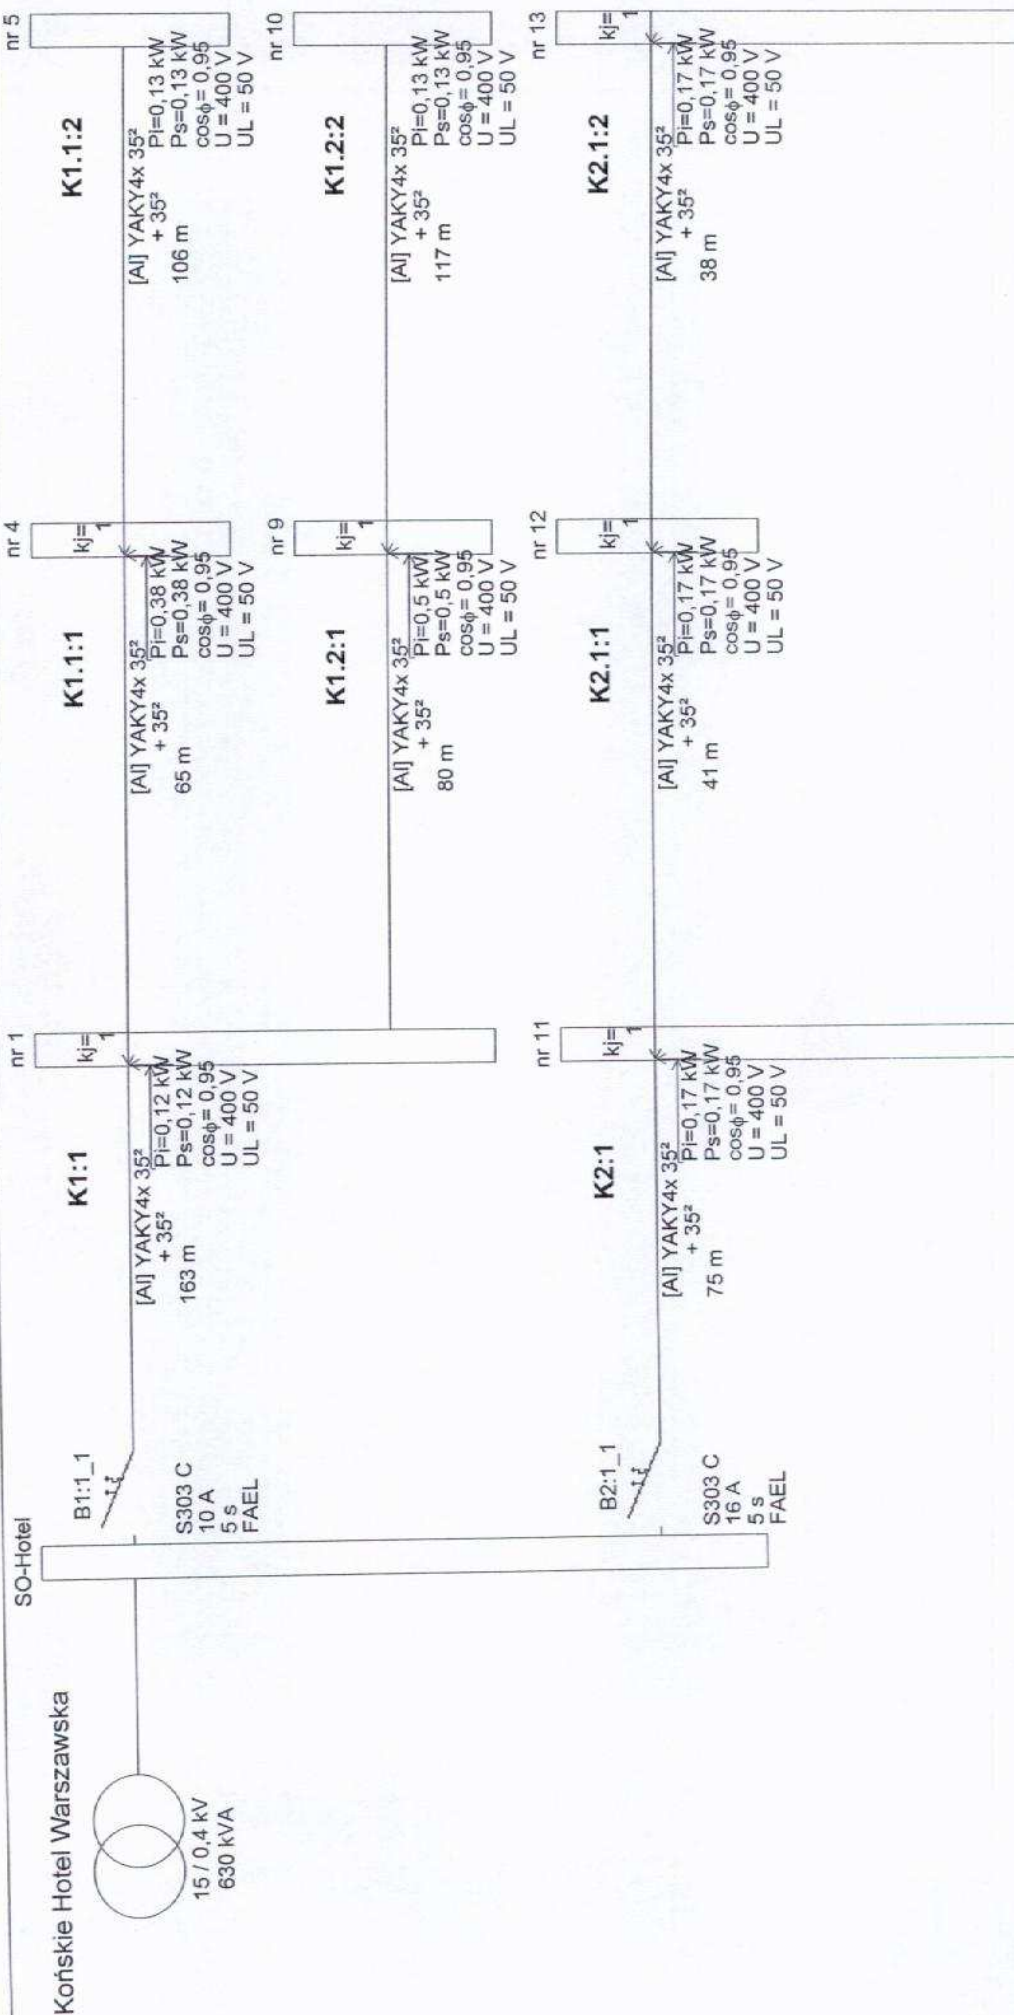 Końskie Hotel Warszawska
15 / 0,4 kV
630 kVA
SO-Hotel
B1:1_1
S303 C
10 A
5 s
FAEL
K1:1
[Al] YAKY4x 35²
+ 35²
163 m
nr 1
kj=
1
Pi=0,12 kW
Ps=0,12 kW
cosϕ= 0,95
U = 400 V
UL = 50 V
K1.1:1
[Al] YAKY4x 35²
+ 35²
65 m
nr 4
kj=
1
Pi=0,38 kW
Ps=0,38 kW
cosϕ= 0,95
U = 400 V
UL = 50 V
K1.1:2
[Al] YAKY4x 35²
+ 35²
106 m
nr 5
Pi=0,13 kW
Ps=0,13 kW
cosϕ= 0,95
U = 400 V
UL = 50 V
K1.2:1
[Al] YAKY4x 35²
+ 35²
80 m
nr 9
kj=
1
Pi=0,5 kW
Ps=0,5 kW
cosϕ= 0,95
U = 400 V
UL = 50 V
K1.2:2
[Al] YAKY4x 35²
+ 35²
117 m
nr 10
Pi=0,13 kW
Ps=0,13 kW
cosϕ= 0,95
U = 400 V
UL = 50 V
B2:1_1
S303 C
16 A
5 s
FAEL
K2:1
[Al] YAKY4x 35²
+ 35²
75 m
nr 11
kj=
1
Pi=0,17 kW
Ps=0,17 kW
cosϕ= 0,95
U = 400 V
UL = 50 V
K2.1:1
[Al] YAKY4x 35²
+ 35²
41 m
nr 12
kj=
1
Pi=0,17 kW
Ps=0,17 kW
cosϕ= 0,95
U = 400 V
UL = 50 V
K2.1:2
[Al] YAKY4x 35²
+ 35²
38 m
nr 13
kj=
1
Pi=0,17 kW
Ps=0,17 kW
cosϕ= 0,95
U = 400 V
UL = 50 V